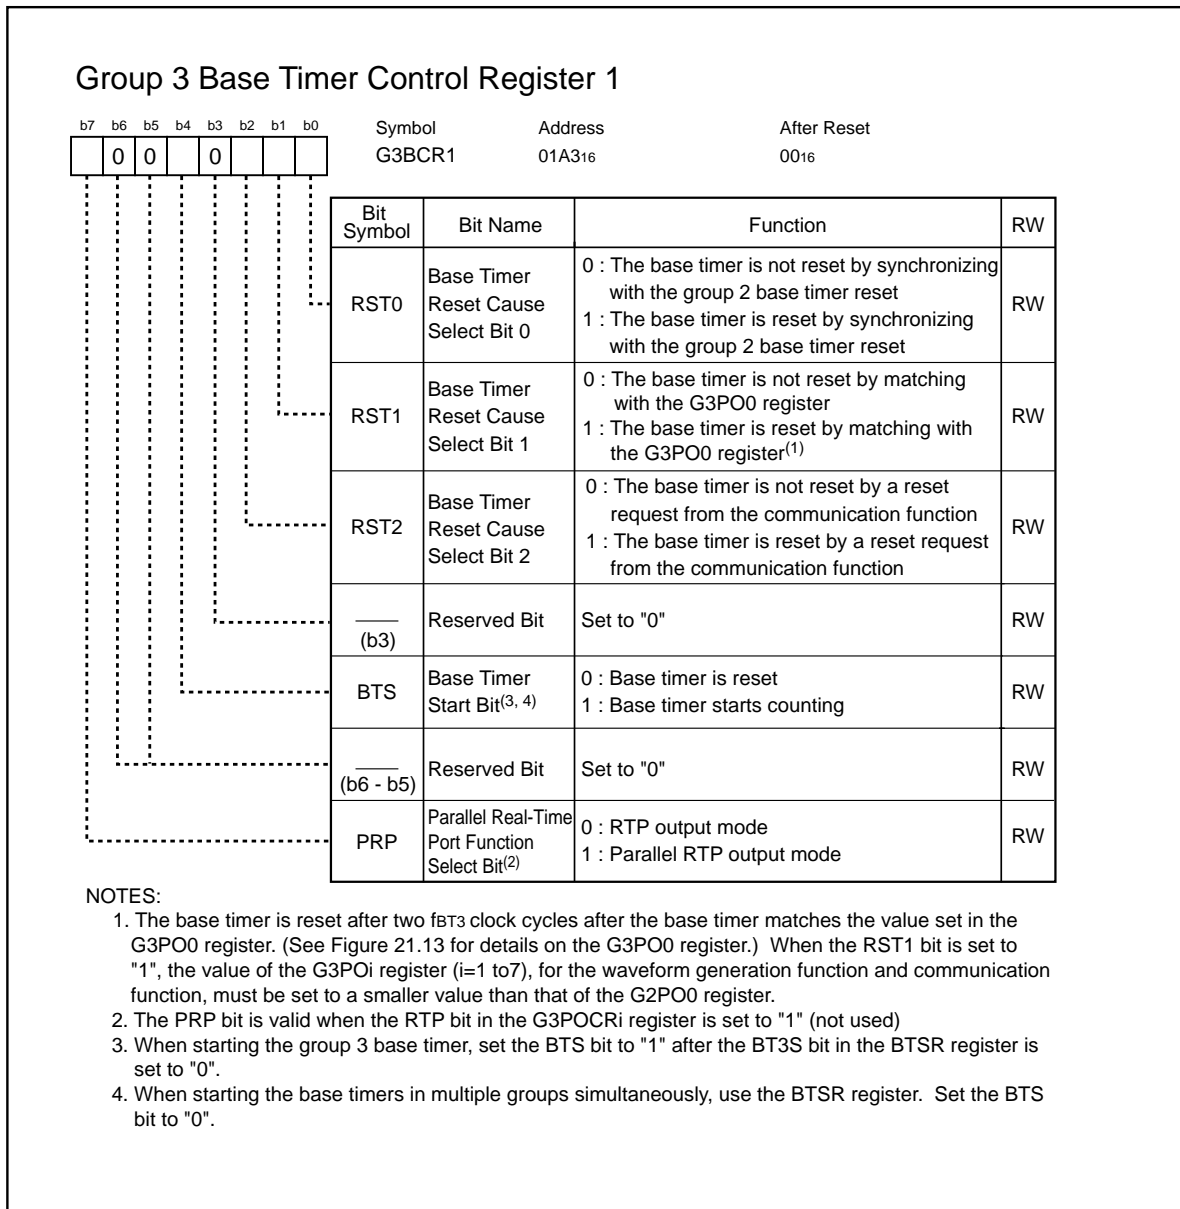 Group 3 Base Timer Control Register 1
b7 b6 b5 b4 b3 b2 b1 b0
0 0 0
Symbol Address After Reset
G3BCR1 01A316 0016
Bit Symbol Bit Name Function RW
RST0
Base Timer
Reset Cause
Select Bit 0
0 : The base timer is not reset by synchronizing
with the group 2 base timer reset
1 : The base timer is reset by synchronizing
with the group 2 base timer reset
RW
RST1
Base Timer
Reset Cause
Select Bit 1
0 : The base timer is not reset by matching
with the G3PO0 register
1 : The base timer is reset by matching with
the G3PO0 register(1)
RW
RST2
Base Timer
Reset Cause
Select Bit 2
0 : The base timer is not reset by a reset
request from the communication function
1 : The base timer is reset by a reset request
from the communication function
RW
(b3)
Reserved Bit
Set to "0"
RW
BTS
Base Timer
Start Bit(3, 4)
0 : Base timer is reset
1 : Base timer starts counting
RW
(b6 - b5)
Reserved Bit
Set to "0"
RW
PRP
Parallel Real-Time
Port Function
Select Bit(2)
0 : RTP output mode
1 : Parallel RTP output mode
RW
NOTES:
1. The base timer is reset after two fBT3 clock cycles after the base timer matches the value set in the
G3PO0 register. (See Figure 21.13 for details on the G3PO0 register.) When the RST1 bit is set to
"1", the value of the G3POi register (i=1 to7), for the waveform generation function and communication
function, must be set to a smaller value than that of the G2PO0 register.
2. The PRP bit is valid when the RTP bit in the G3POCRi register is set to "1" (not used)
3. When starting the group 3 base timer, set the BTS bit to "1" after the BT3S bit in the BTSR register is
set to "0".
4. When starting the base timers in multiple groups simultaneously, use the BTSR register. Set the BTS
bit to "0".